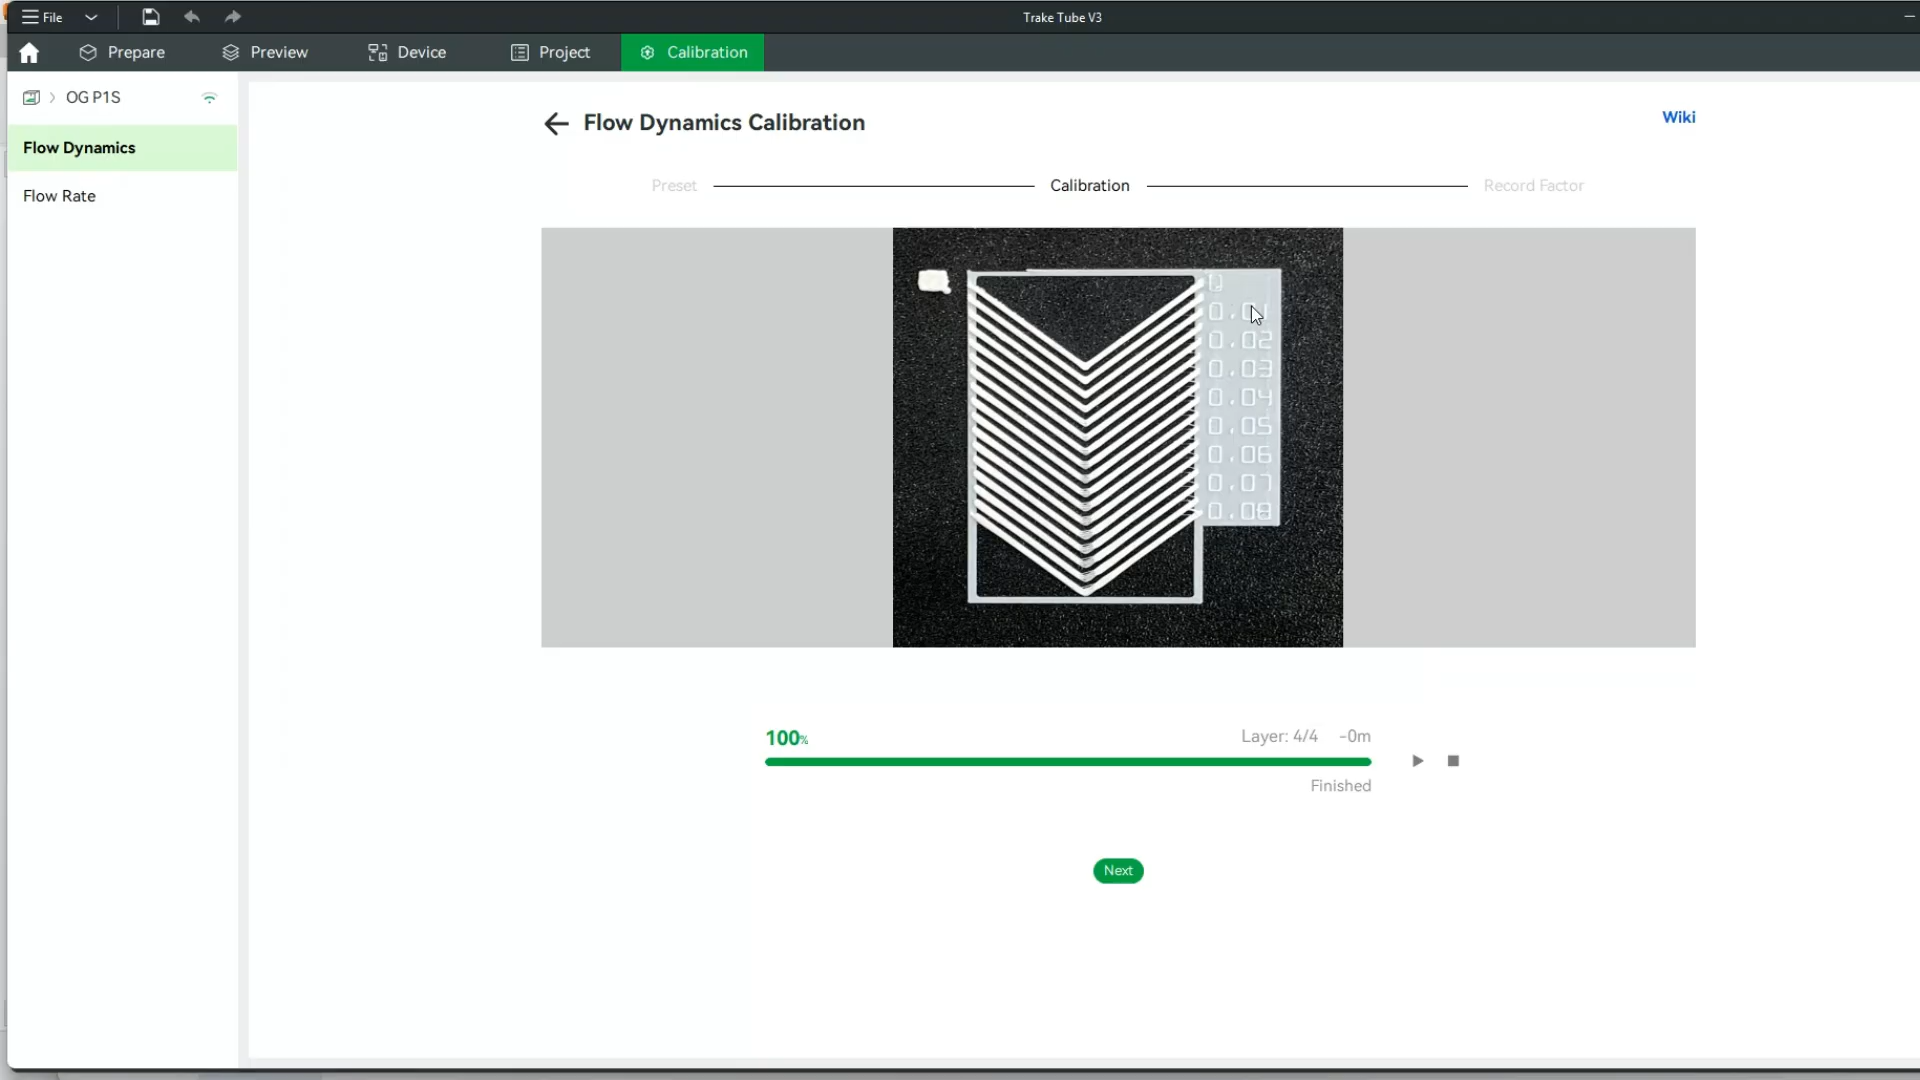 File
Trake Tube V3
Prepare
Preview
Device
Project
Calibration
OG P1S
Flow Dynamics
Flow Rate
Flow Dynamics Calibration
Wiki
Preset
Calibration
Record Factor
0
0.01
0.02
0.03
0.04
0.05
0.06
0.07
0.08
100%
Layer: 4/4 -0m
Finished
Next